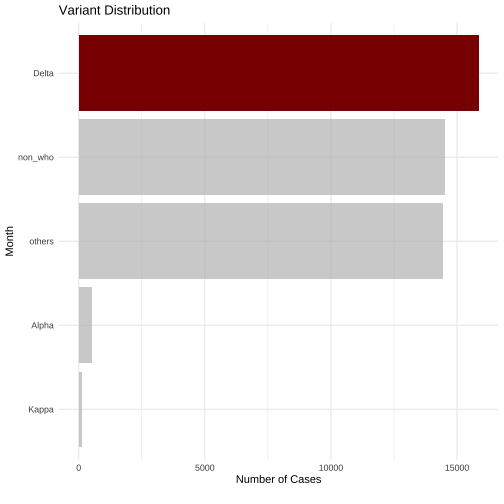 Variant Distribution
Month
Delta
non_who
others
Alpha
Kappa
0 5000 10000 15000
Number of Cases